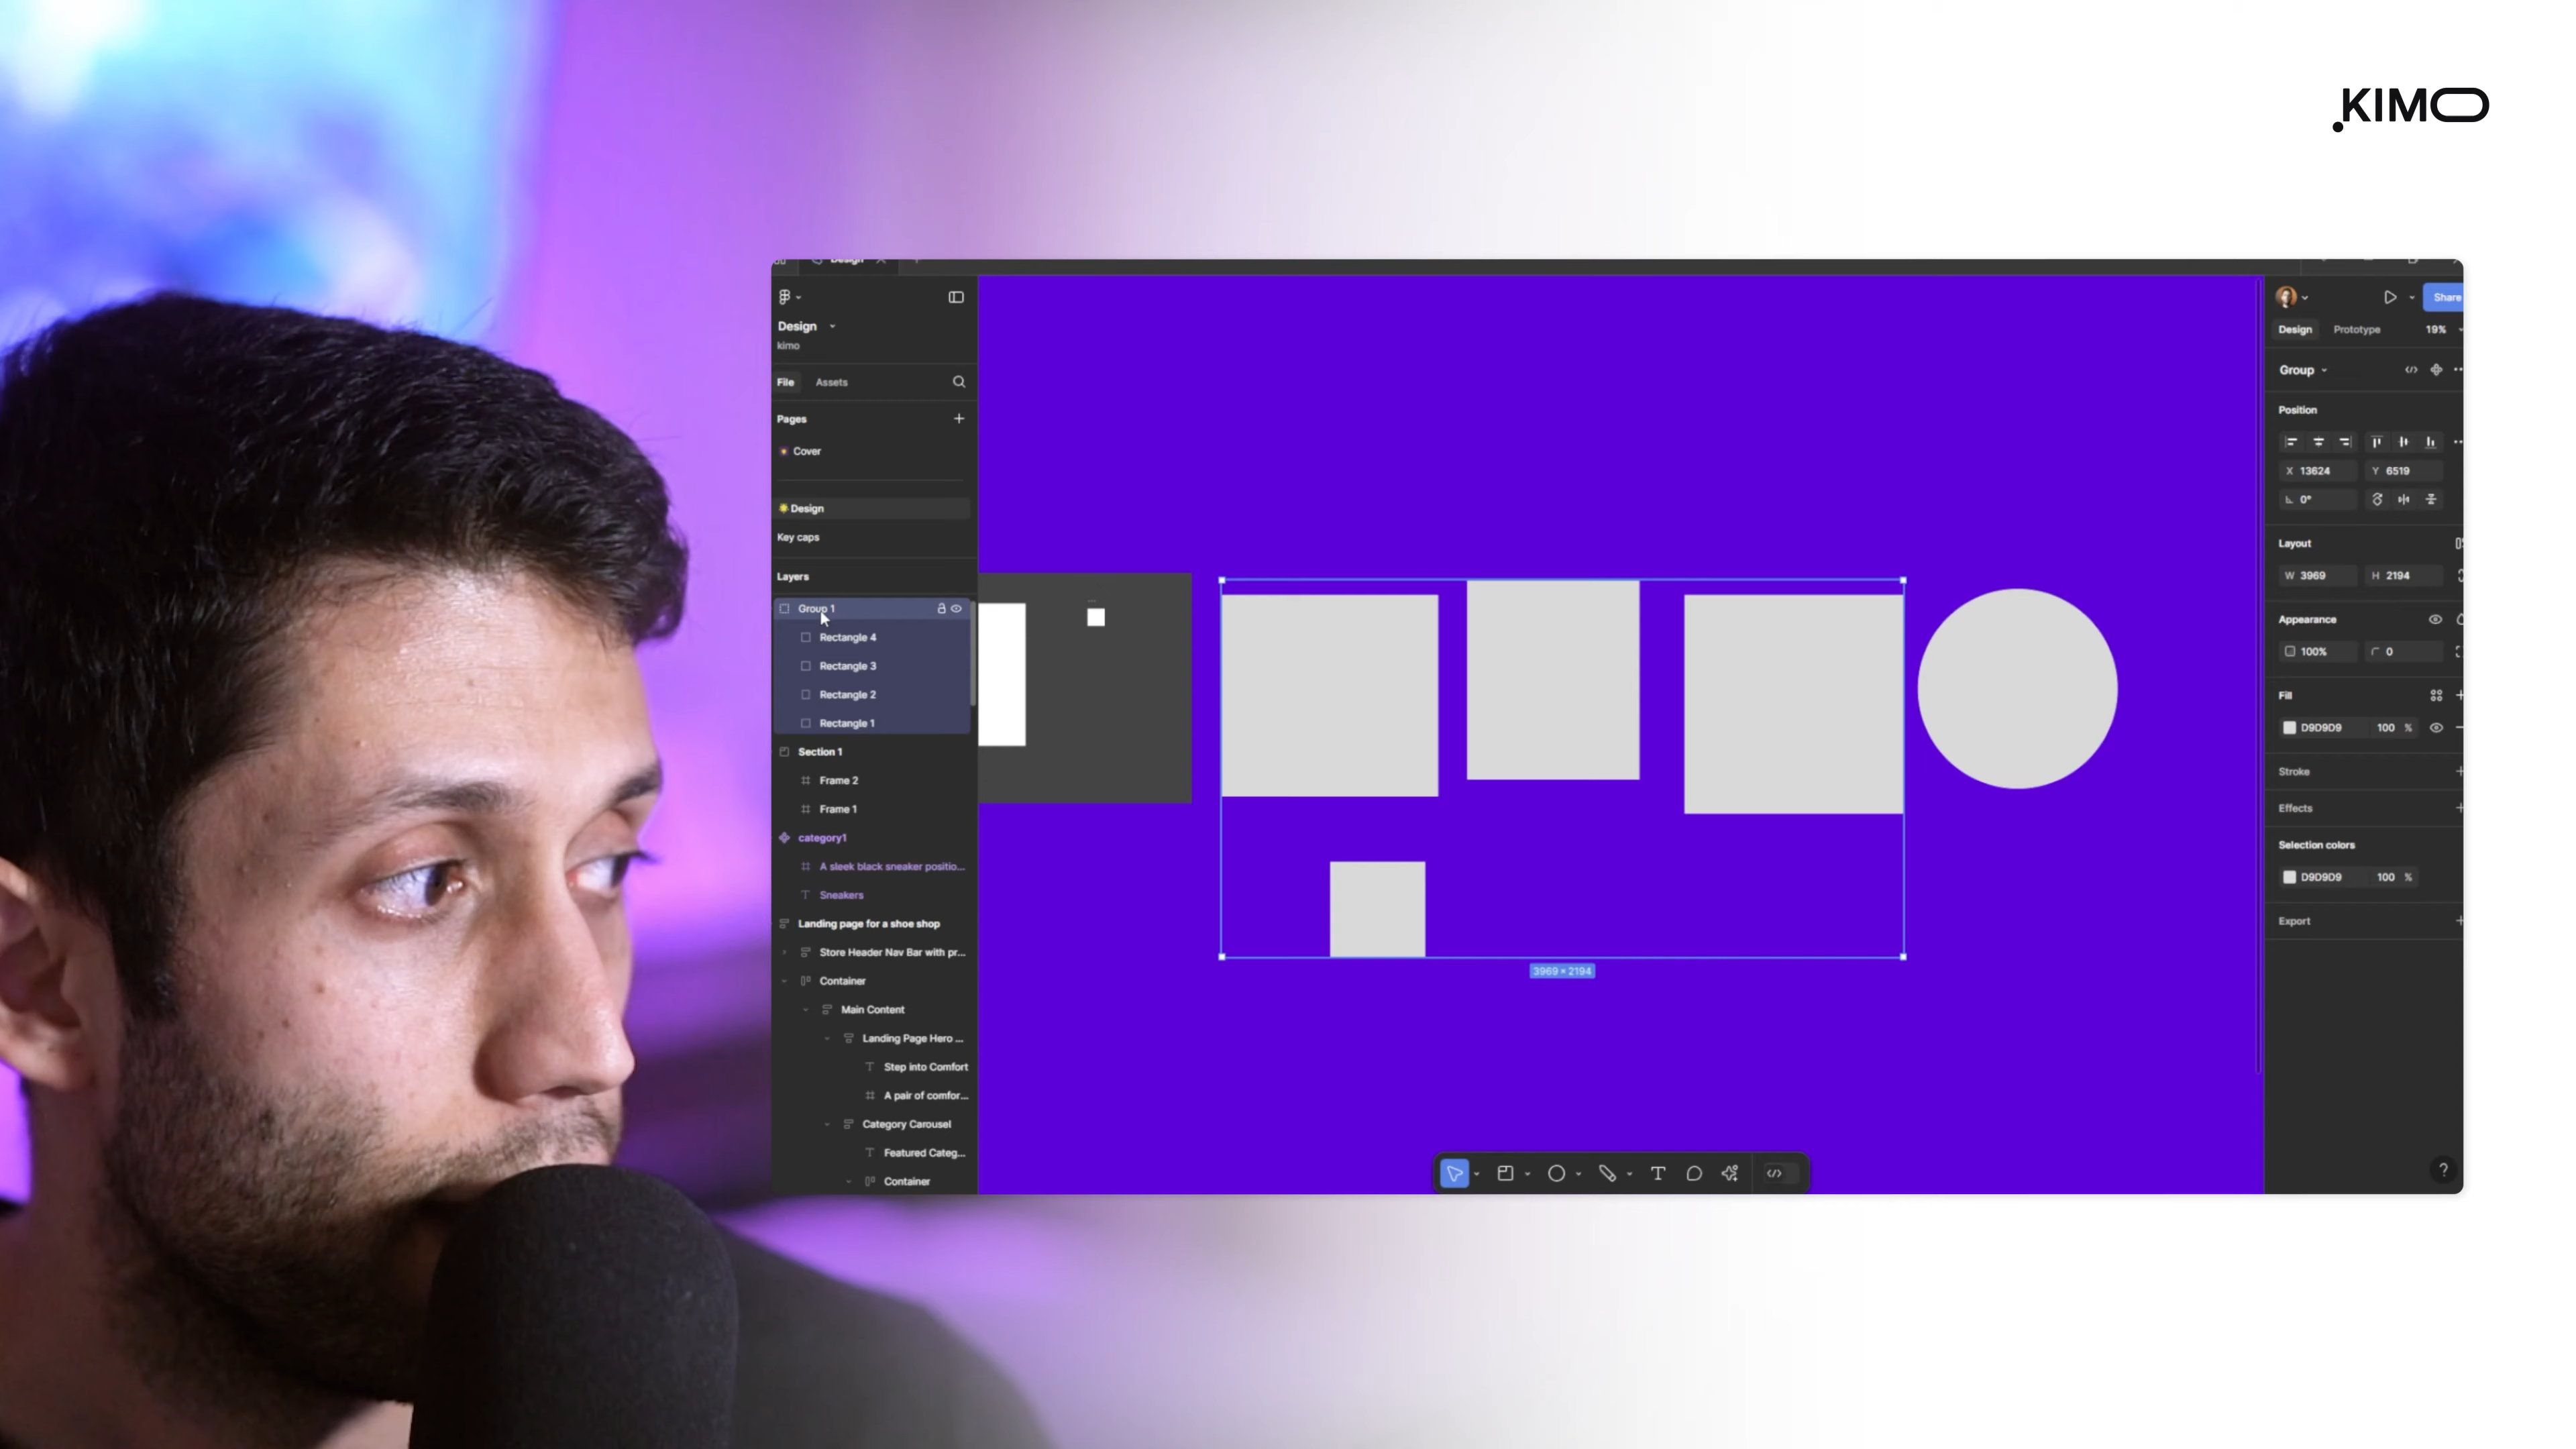 .KIMO
Design
Design
kimo
File Assets
Pages
Cover
Design
Key caps
Layers
Group 1
Rectangle 4
Rectangle 3
Rectangle 2
Rectangle 1
Section 1
Frame 2
Frame 1
category1
A sleek black sneaker positio...
Sneakers
Landing page for a shoe shop
Store Header Nav Bar with pr...
Container
Main Content
Landing Page Hero ...
Step into Comfort
A pair of comfor...
Category Carousel
Featured Categ...
Container
3969 × 2194
Share
Design Prototype 19%
Group
Position
X 13624 Y 6519
0°
Layout
W 3969 H 2194
Appearance
100% 0
Fill
D9D9D9 100 %
Stroke
Effects
Selection colors
D9D9D9 100 %
Export
?